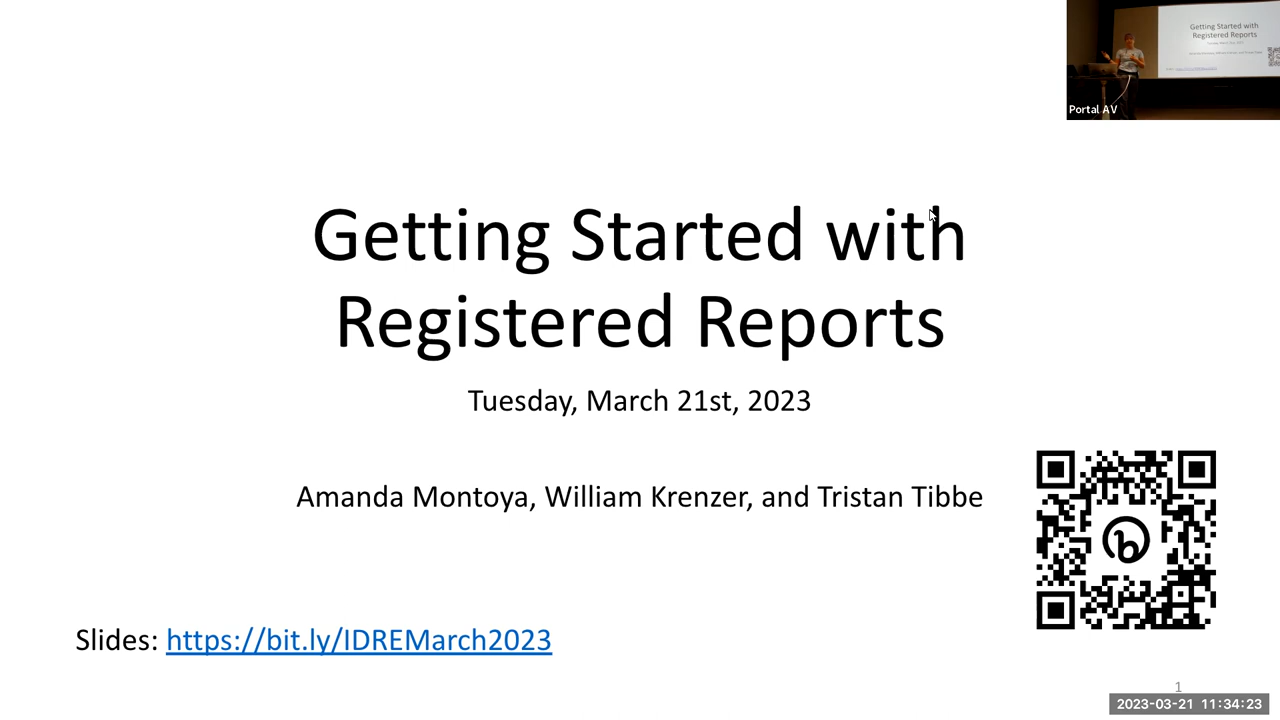 Getting Started with
Registered Reports
Portal AV
Getting Started with
Registered Reports
Tuesday, March 21st, 2023
Amanda Montoya, William Krenzer, and Tristan Tibbe
Slides: https://bit.ly/IDREMarch2023
1
2023-03-21 11:34:23